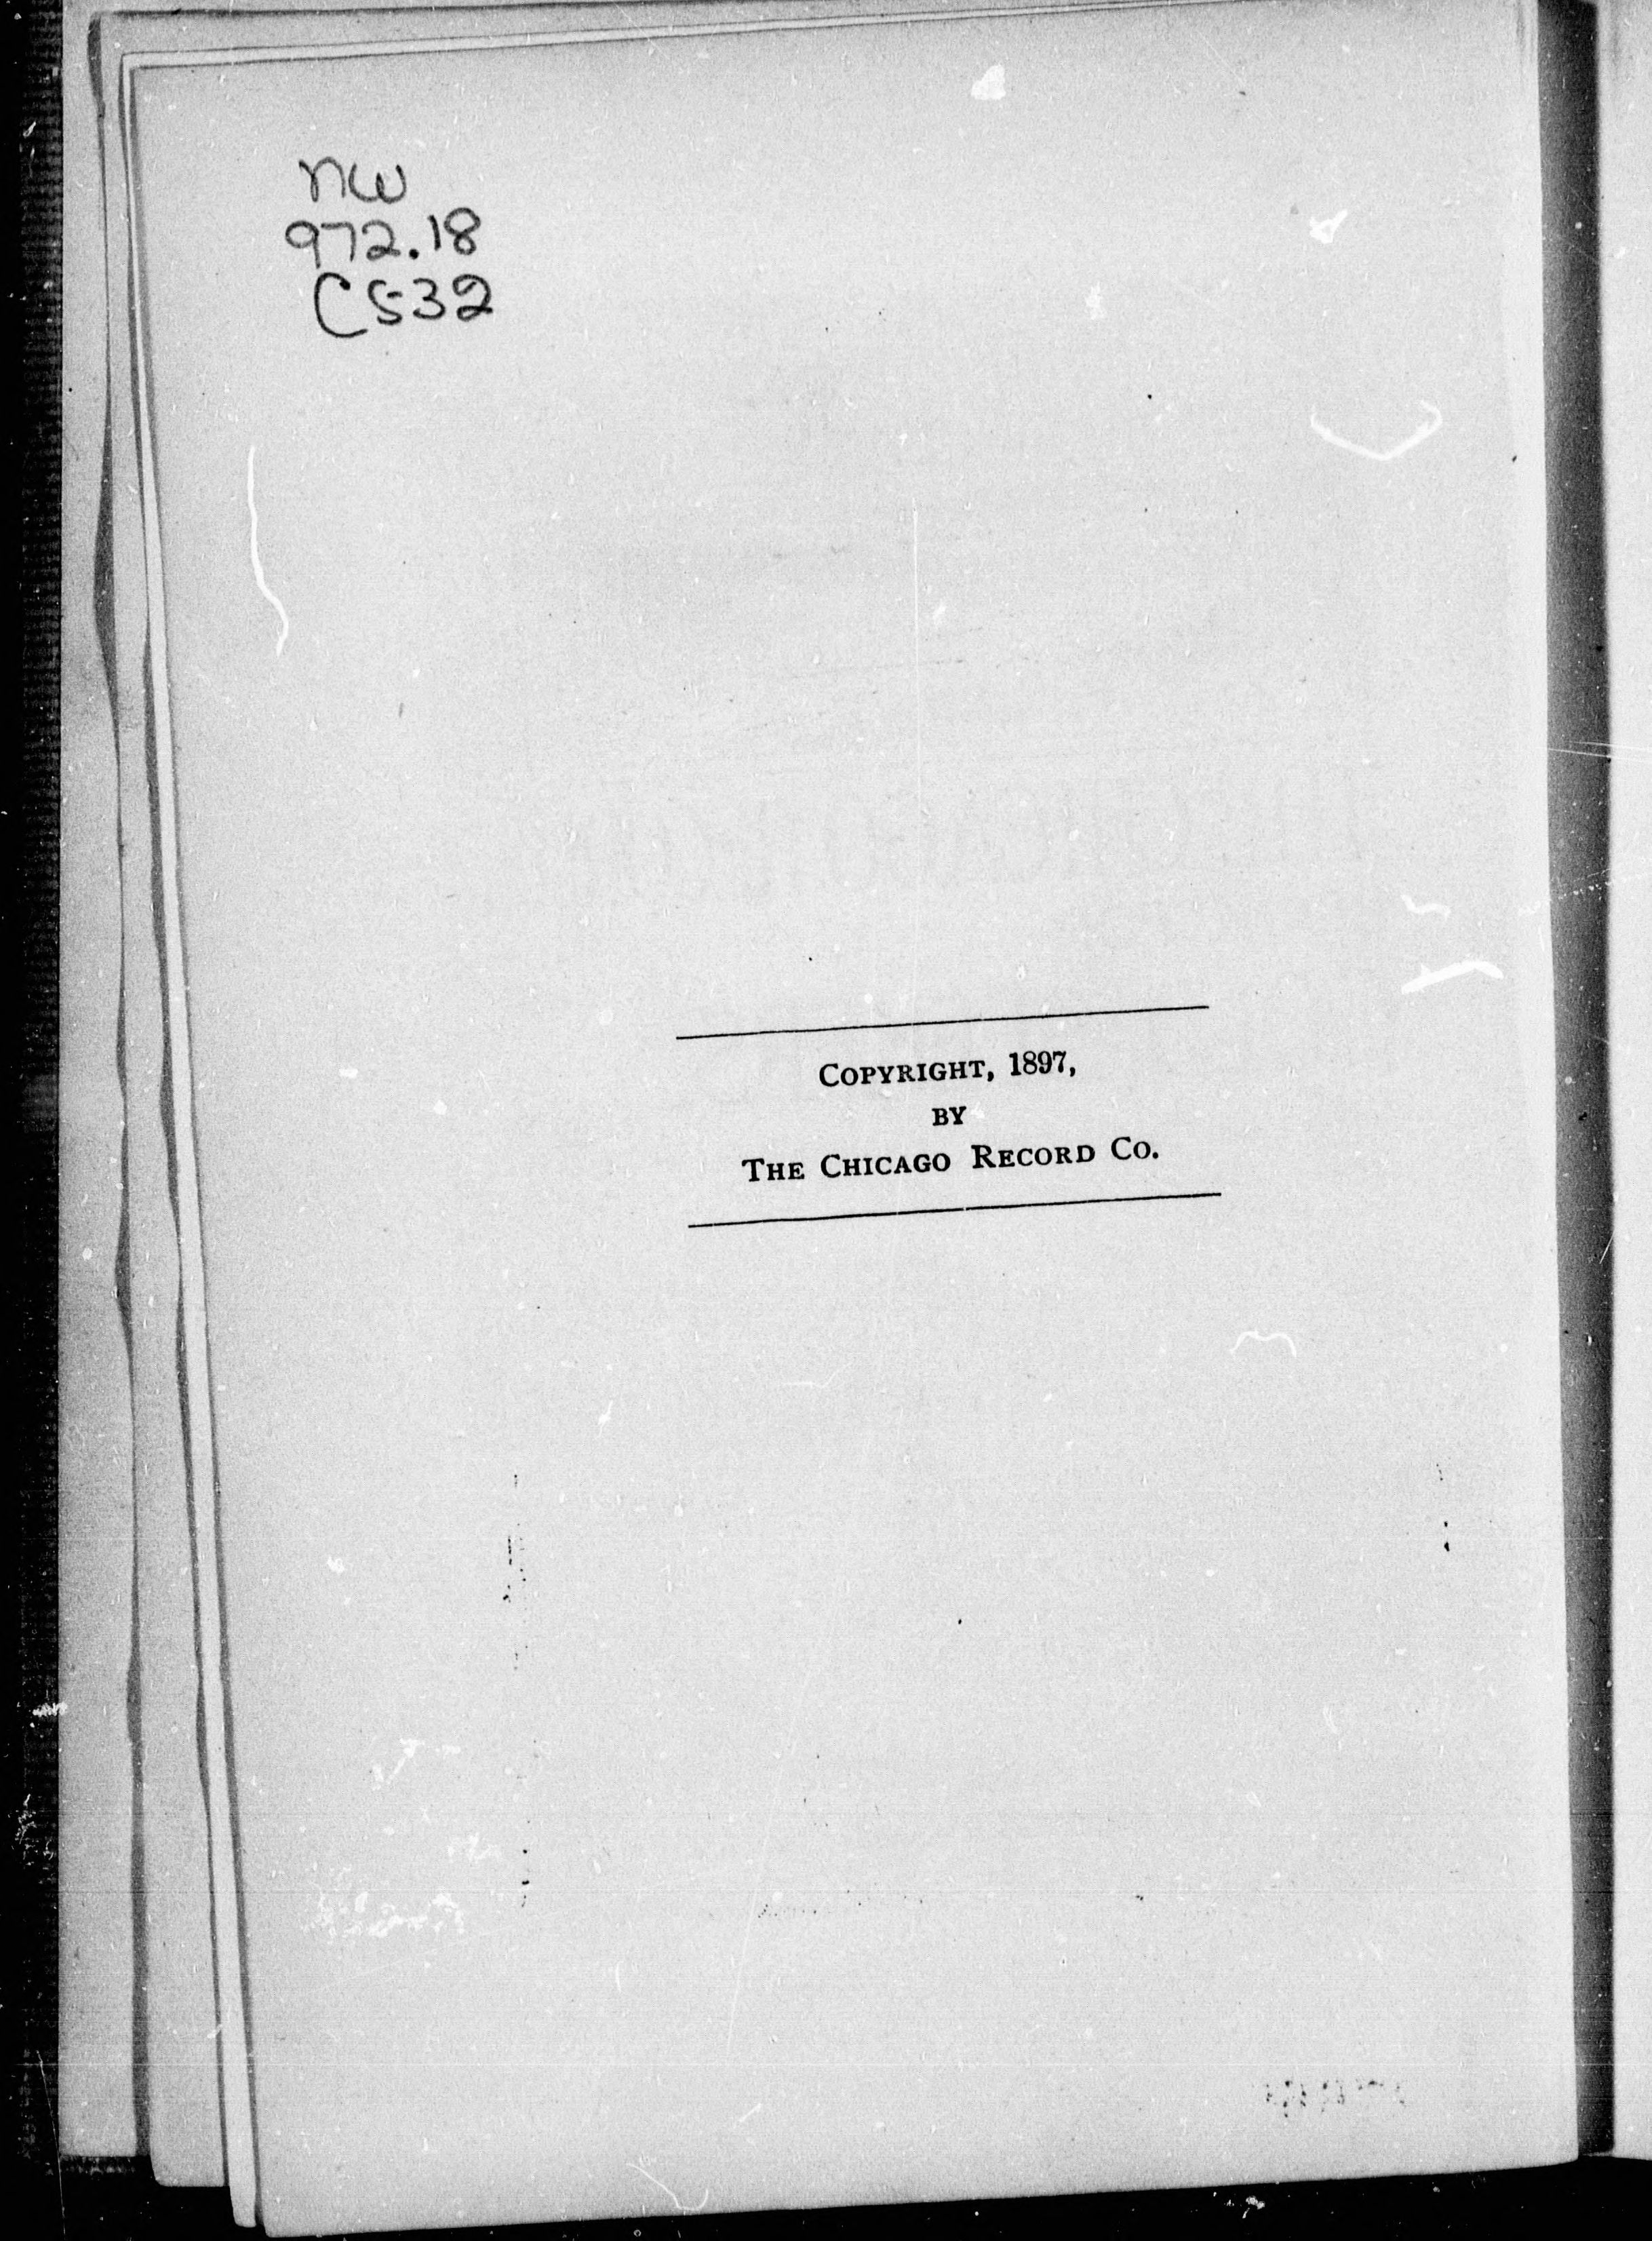 NW
972.18
C532
COPYRIGHT, 1897,
BY
THE CHICAGO RECORD CO.